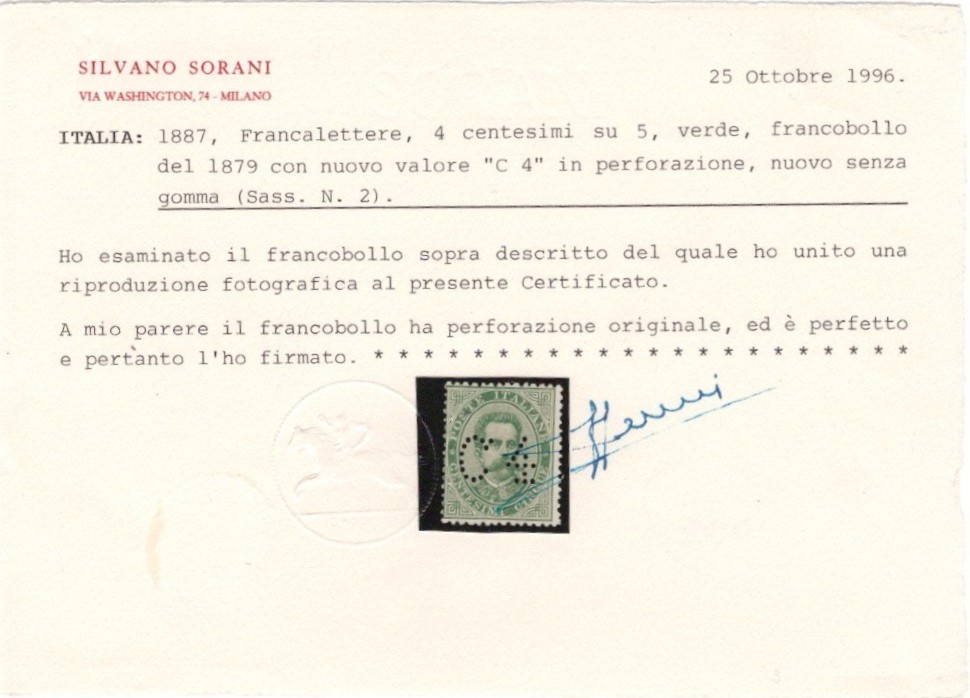 SILVANO SORANI
VIA WASHINGTON, 74 - MILANO
25 Ottobre 1996.
ITALIA: 1887, Francalettere, 4 centesimi su 5, verde, francobollo
del 1879 con nuovo valore "C 4" in perforazione, nuovo senza
gomma (Sass. N. 2).
Ho esaminato il francobollo sopra descritto del quale ho unito una
riproduzione fotografica al presente Certificato.
A mio parere il francobollo ha perforazione originale, ed è perfetto
e pertanto l'ho firmato. * * * * * * * * * * * * * * * * * * * * * *
POSTE ITALIANE
C 4
CENTESIMI CINQUE